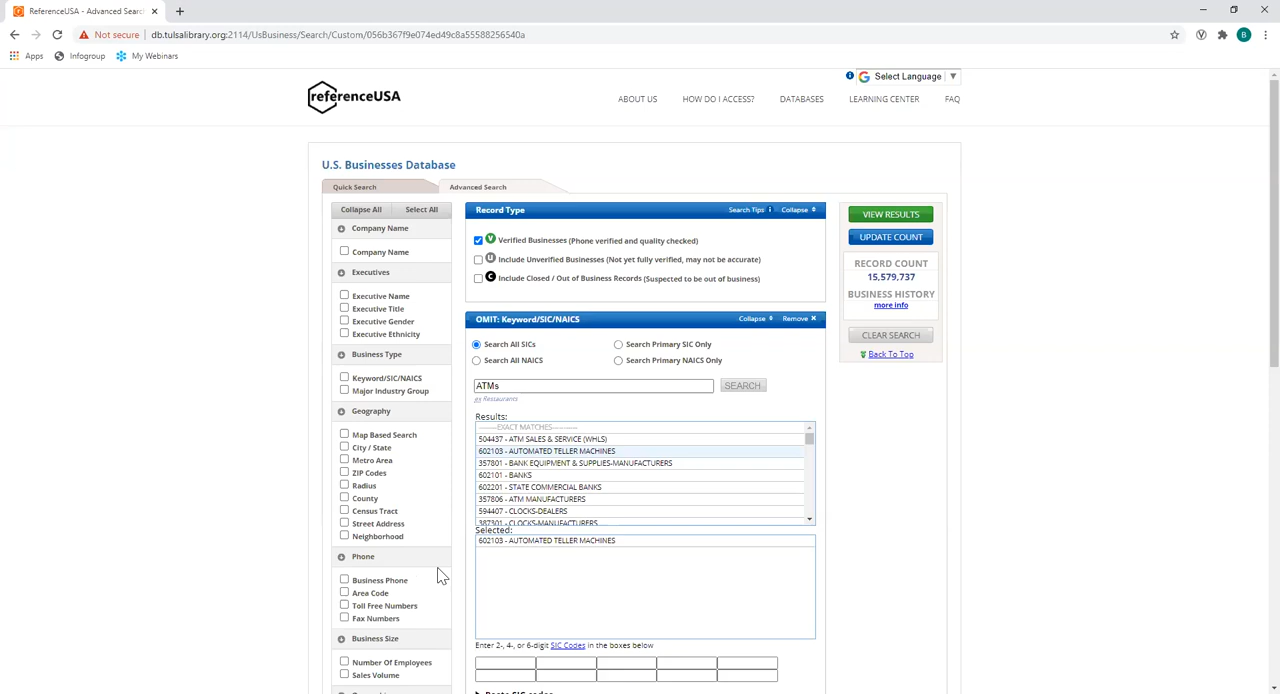 ReferenceUSA - Advanced Search
Not secure
db.tulsalibrary.org:2114/UsBusiness/Search/Custom/056b367f9e074ed49c8a55588256540a
B
Apps
Infogroup
My Webinars
Select Language
referenceUSA
ABOUT US
HOW DO I ACCESS?
DATABASES
LEARNING CENTER
FAQ
U.S. Businesses Database
Quick Search
Advanced Search
Collapse All
Select All
Company Name
Company Name
Executives
Executive Name
Executive Title
Executive Gender
Executive Ethnicity
Business Type
Keyword/SIC/NAICS
Major Industry Group
Geography
Map Based Search
City / State
Metro Area
ZIP Codes
Radius
County
Census Tract
Street Address
Neighborhood
Phone
Business Phone
Area Code
Toll Free Numbers
Fax Numbers
Business Size
Number Of Employees
Sales Volume
Record Type
Search Tips
Collapse
V Verified Businesses (Phone verified and quality checked)
U Include Unverified Businesses (Not yet fully verified, may not be accurate)
C Include Closed / Out of Business Records (Suspected to be out of business)
OMIT: Keyword/SIC/NAICS
Collapse
Remove
Search All SICs
Search Primary SIC Only
Search All NAICS
Search Primary NAICS Only
ATMs
SEARCH
eg Restaurants
Results:
-------EXACT MATCHES-----------
504437 - ATM SALES & SERVICE (WHLS)
602103 - AUTOMATED TELLER MACHINES
357801 - BANK EQUIPMENT & SUPPLIES-MANUFACTURERS
602101 - BANKS
602201 - STATE COMMERCIAL BANKS
357806 - ATM MANUFACTURERS
594407 - CLOCKS-DEALERS
387301 - CLOCKS-MANUFACTURERS
Selected:
602103 - AUTOMATED TELLER MACHINES
Enter 2-, 4-, or 6-digit SIC Codes in the boxes below
Paste SIC codes
VIEW RESULTS
UPDATE COUNT
RECORD COUNT
15,579,737
BUSINESS HISTORY
more info
CLEAR SEARCH
Back To Top